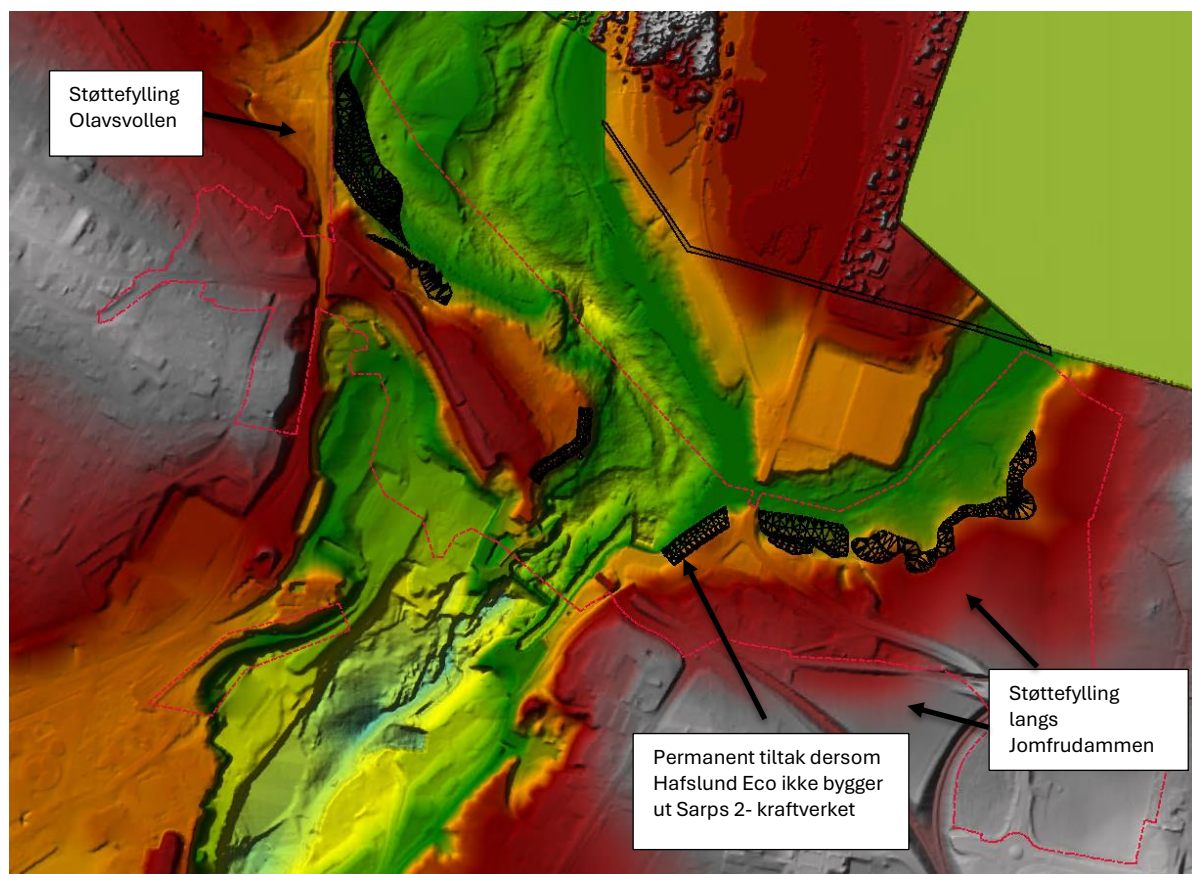 Støttefylling
Olavsvollen
Permanent tiltak dersom
Hafslund Eco ikke bygger
ut Sarps 2- kraftverket
Støttefylling
langs
Jomfrudammen